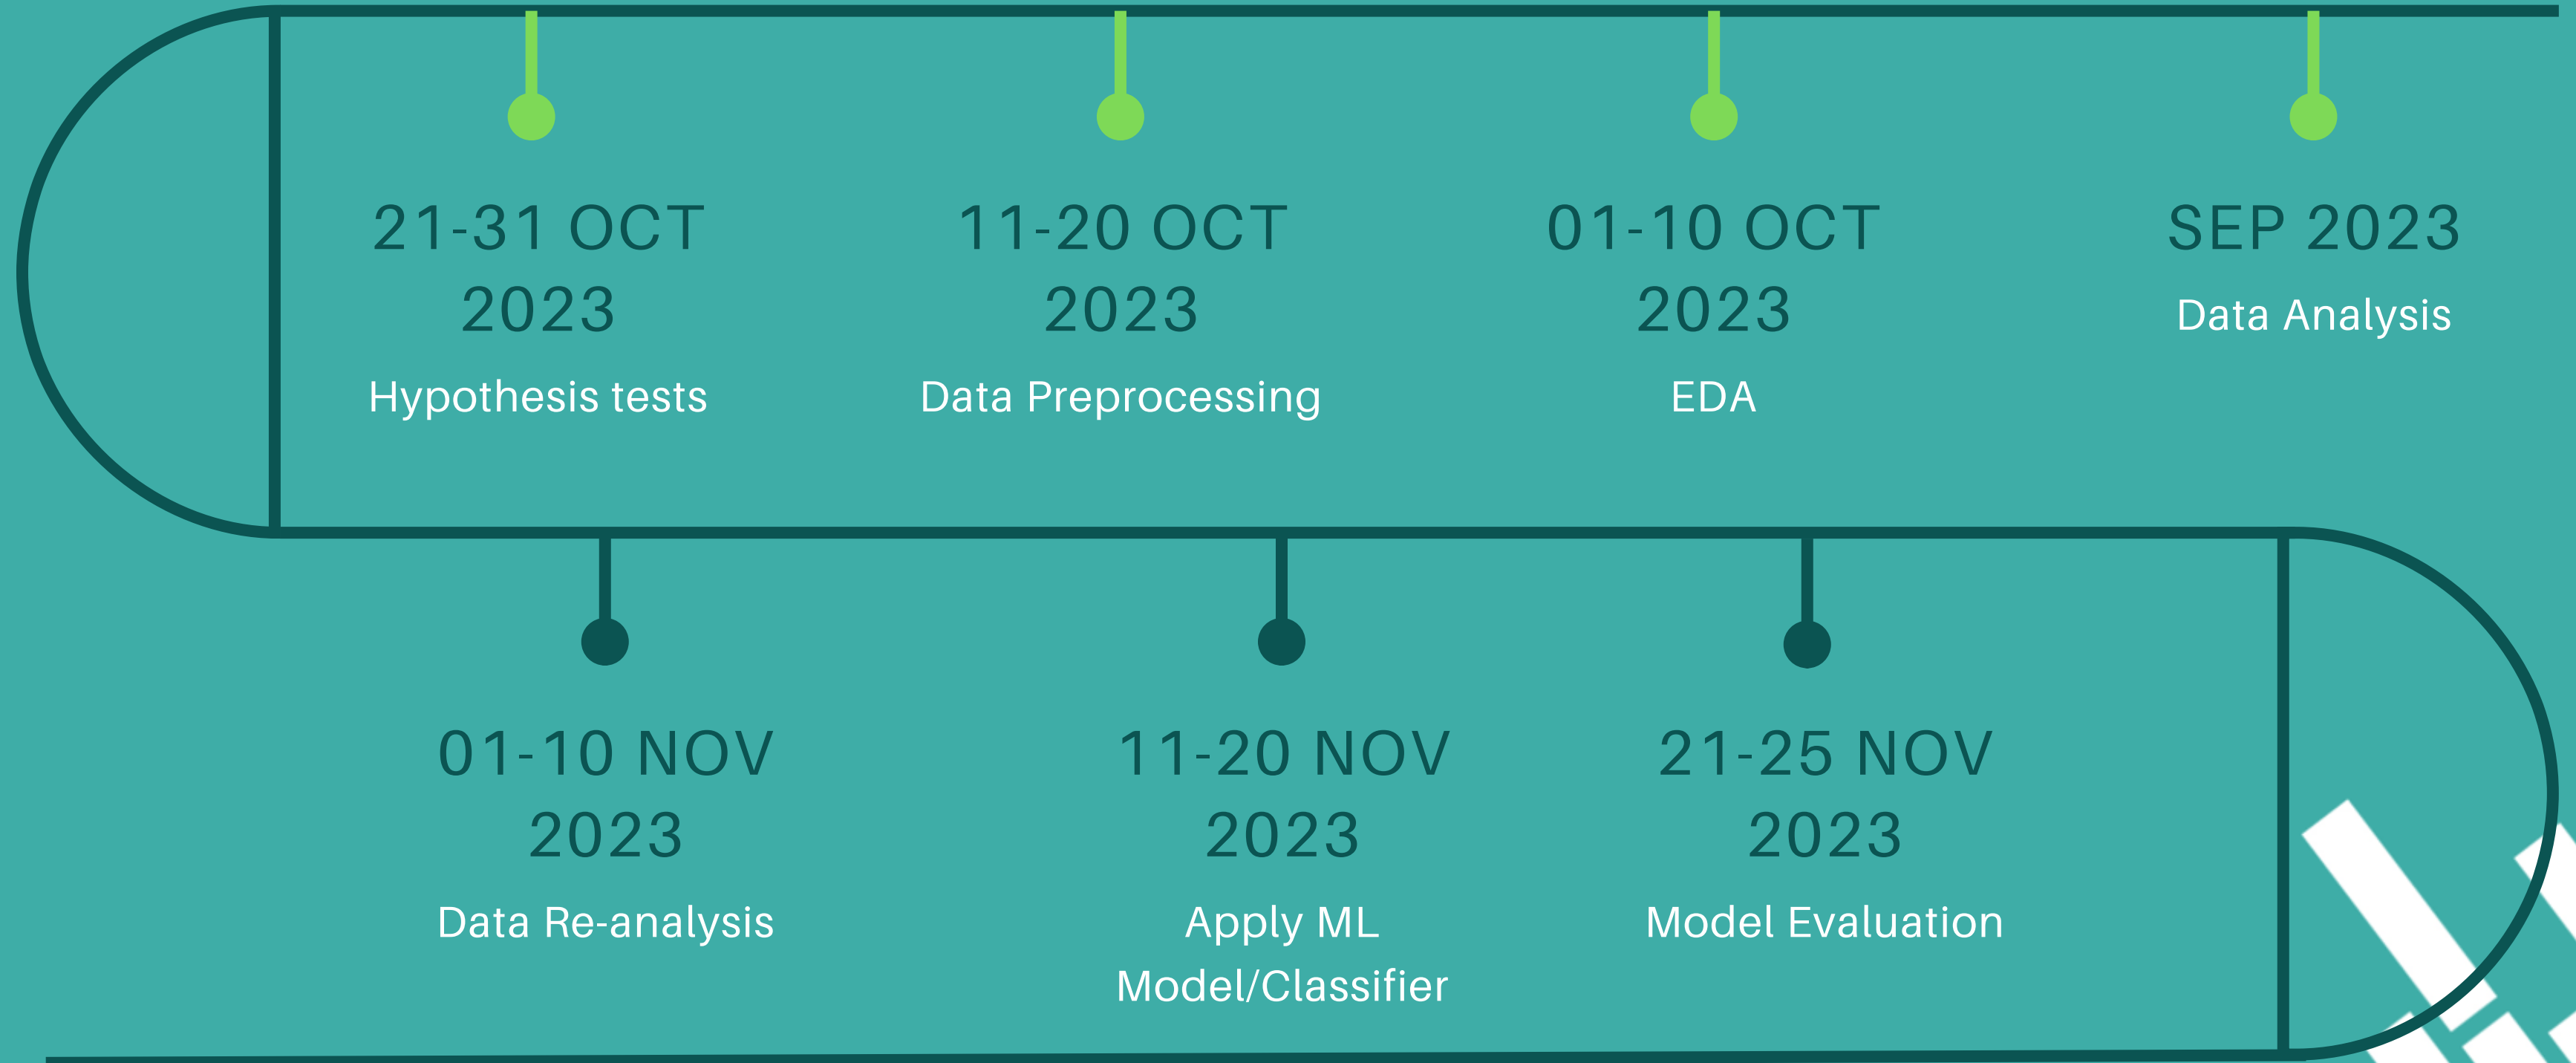 21-31 OCT
2023
Hypothesis tests
11-20 OCT
2023
Data Preprocessing
01-10 OCT
2023
EDA
SEP 2023
Data Analysis
01-10 NOV
2023
Data Re-analysis
11-20 NOV
2023
Apply ML
Model/Classifier
21-25 NOV
2023
Model Evaluation